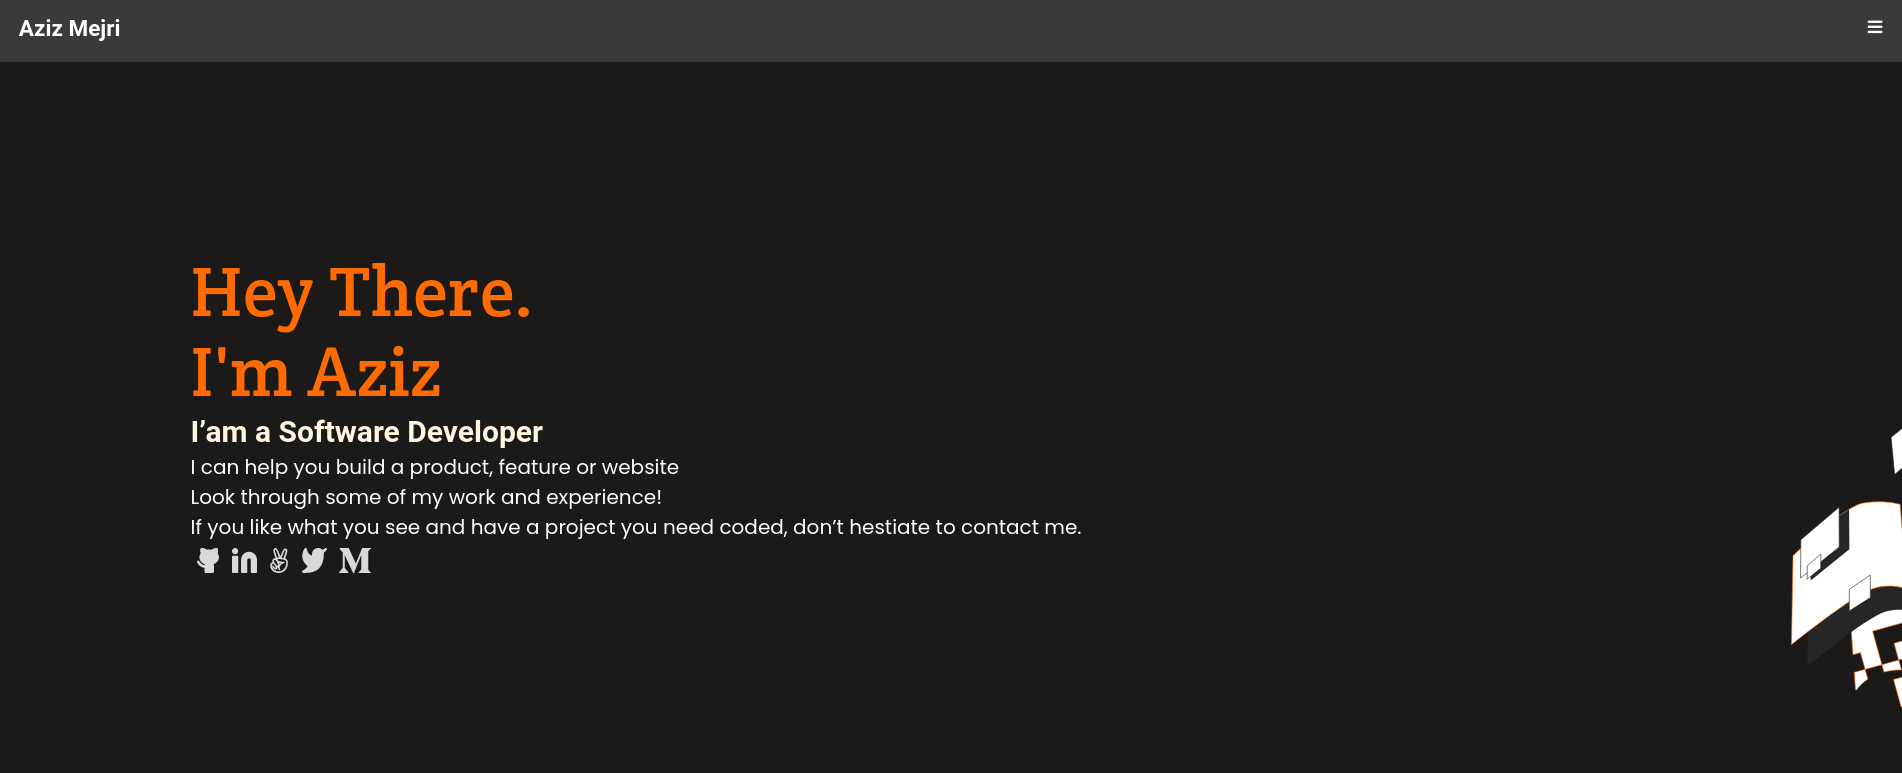 Aziz Mejri
Hey There.
I'm Aziz
I’am a Software Developer
I can help you build a product, feature or website
Look through some of my work and experience!
If you like what you see and have a project you need coded, don’t hestiate to contact me.